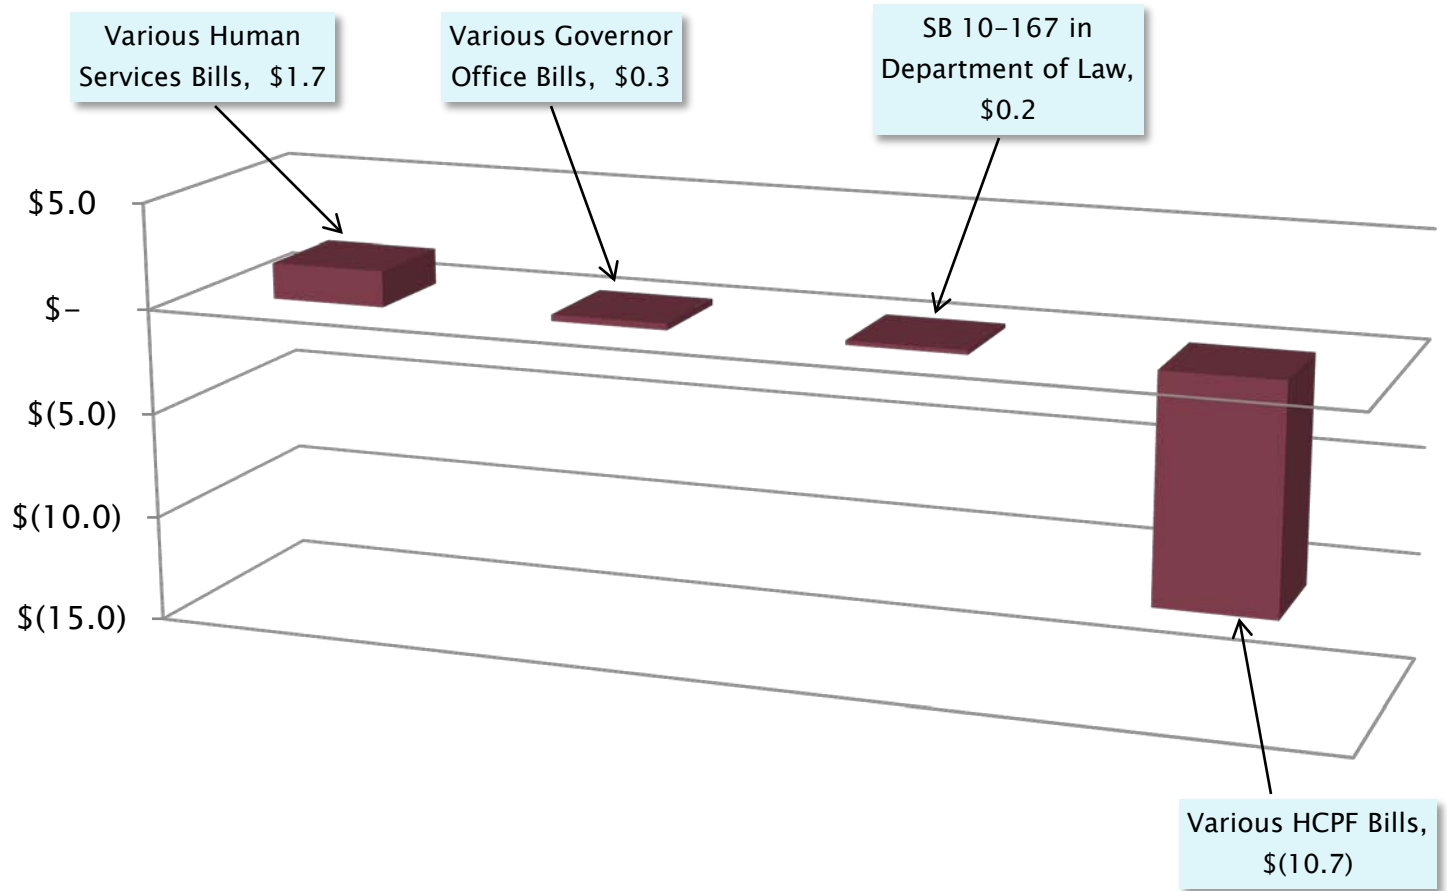 Various Human
Services Bills, $1.7
Various Governor
Office Bills, $0.3
SB 10-167 in
Department of Law,
$0.2
$5.0
$-
$(5.0)
$(10.0)
$(15.0)
Various HCPF Bills,
$(10.7)